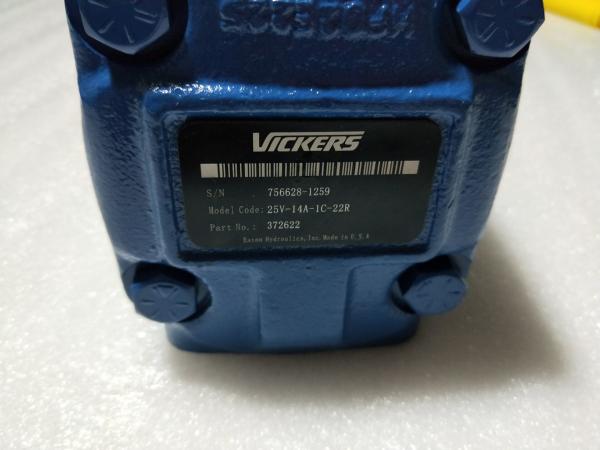 VICKERS
S/N 756628-1259
Model Code: 25V-14A-1C-22R
Part No.: 372622
Eaton Hydraulics,Inc.Made in U.S.A